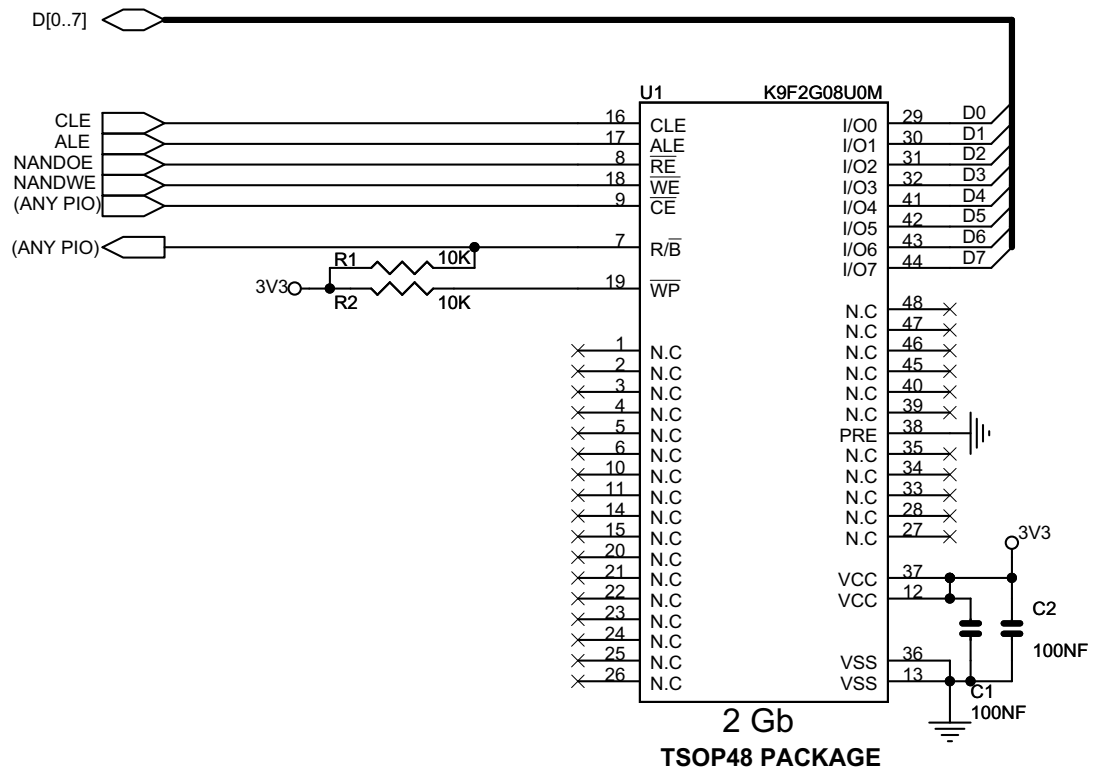 D[0..7]
U1 K9F2G08U0M
CLE 16 CLE I/O0 29 D0
ALE 17 ALE I/O1 30 D1
NANDOE 8 RE I/O2 31 D2
NANDWE 18 WE I/O3 32 D3
(ANY PIO) 9 CE I/O4 41 D4
I/O5 42 D5
(ANY PIO) 7 R/B I/O6 43 D6
R1 10K I/O7 44 D7
3V3 19 WP
R2 10K
N.C 48
N.C 47
1 N.C N.C 46
2 N.C N.C 45
3 N.C N.C 40
4 N.C N.C 39
5 N.C PRE 38
6 N.C N.C 35
10 N.C N.C 34
11 N.C N.C 33
14 N.C N.C 28
15 N.C N.C 27
3V3
20 N.C
21 N.C VCC 37
22 N.C VCC 12
23 N.C C2
24 N.C 100NF
25 N.C VSS 36
26 N.C VSS 13
C1
100NF
2 Gb
TSOP48 PACKAGE